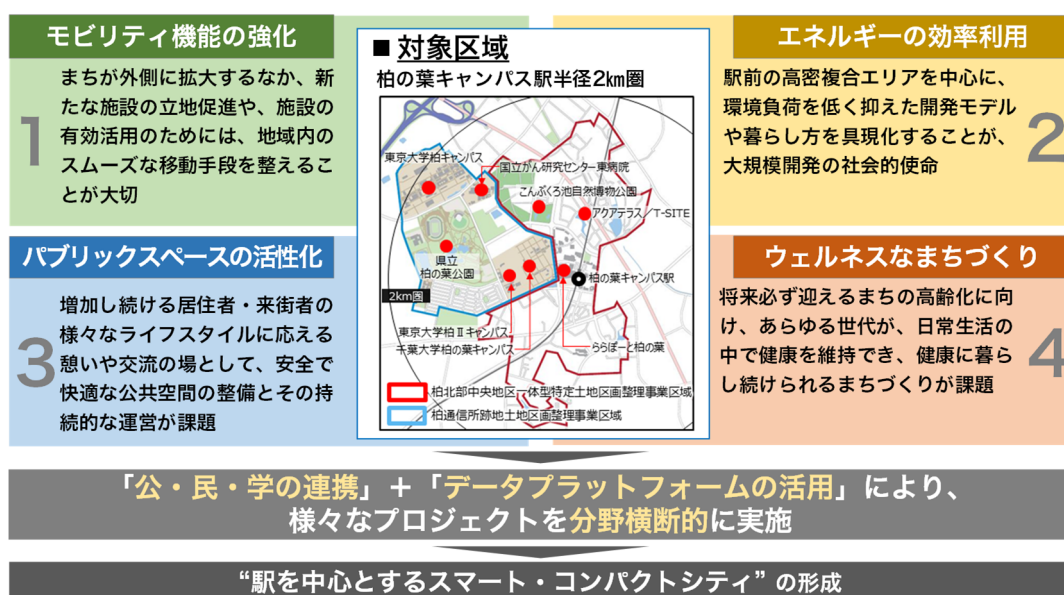 モビリティ機能の強化
1
まちが外側に拡大するなか、新
たな施設の立地促進や、施設の
有効活用のためには、地域内の
スムーズな移動手段を整えるこ
とが大切
■ 対象区域
柏の葉キャンパス駅半径2km圏
東京大学柏キャンパス
国立がん研究センター東病院
こんぶくろ池自然博物公園
アクアテラス/T-SITE
県立
柏の葉公園
柏の葉キャンパス駅
2km圏
東京大学柏Ⅱキャンパス
千葉大学柏の葉キャンパス
ららぽーと柏の葉
柏北部中央地区一体型特定土地区画整理事業区域
柏通信所跡地土地区画整理事業区域
エネルギーの効率利用
2
駅前の高密複合エリアを中心に、
環境負荷を低く抑えた開発モデル
や暮らし方を具現化することが、
大規模開発の社会的使命
パブリックスペースの活性化
3
増加し続ける居住者・来街者の
様々なライフスタイルに応える
憩いや交流の場として、安全で
快適な公共空間の整備とその持
続的な運営が課題
ウェルネスなまちづくり
4
将来必ず迎えるまちの高齢化に向
け、あらゆる世代が、日常生活の
中で健康を維持でき、健康に暮ら
し続けられるまちづくりが課題
「公・民・学の連携」＋「データプラットフォームの活用」により、
様々なプロジェクトを分野横断的に実施
“駅を中心とするスマート・コンパクトシティ” の形成